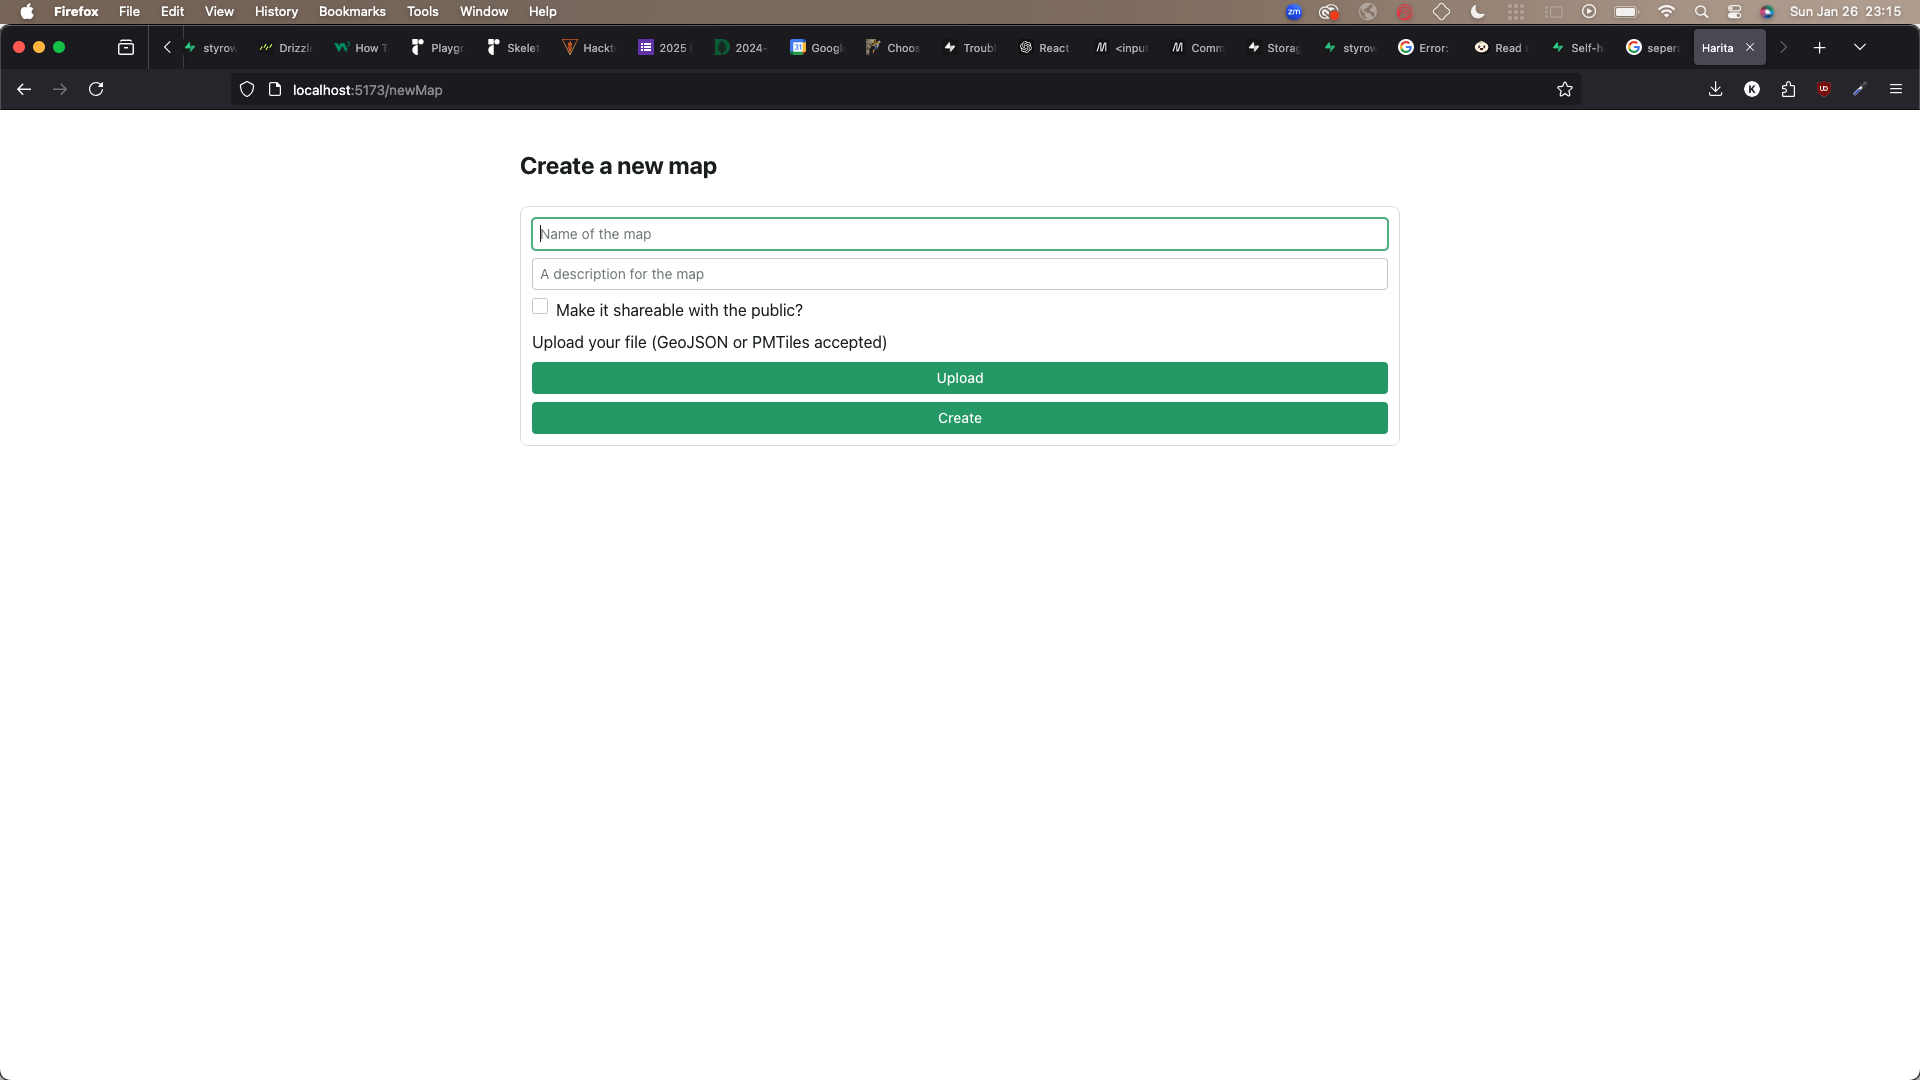 Firefox File Edit View History Bookmarks Tools Window Help zm Sun Jan 26 23:15
styrow Drizzl How T Playgr Skelet Hackt 2025 2024- 31 Googl Choos Troubl React <input Comm Storag styrow Error: Read s Self-h seper Harita
localhost:5173/newMap K
Create a new map
Name of the map
A description for the map
Make it shareable with the public?
Upload your file (GeoJSON or PMTiles accepted)
Upload
Create